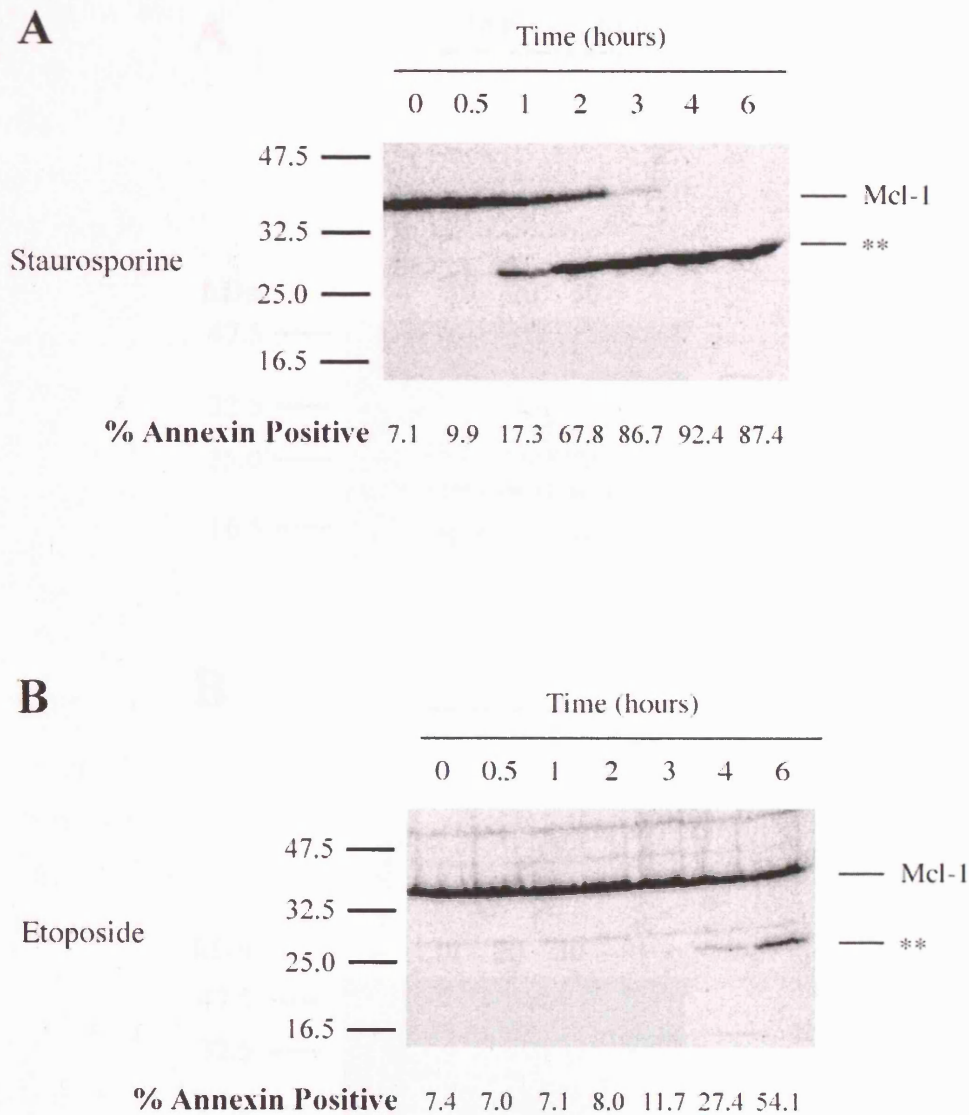 A
Time (hours)
0 0.5 1 2 3 4 6
47.5
Mcl-1
32.5
**
Staurosporine
25.0
16.5
% Annexin Positive 7.1 9.9 17.3 67.8 86.7 92.4 87.4
B
Time (hours)
0 0.5 1 2 3 4 6
47.5
Mcl-1
32.5
Etoposide
**
25.0
16.5
% Annexin Positive 7.4 7.0 7.1 8.0 11.7 27.4 54.1